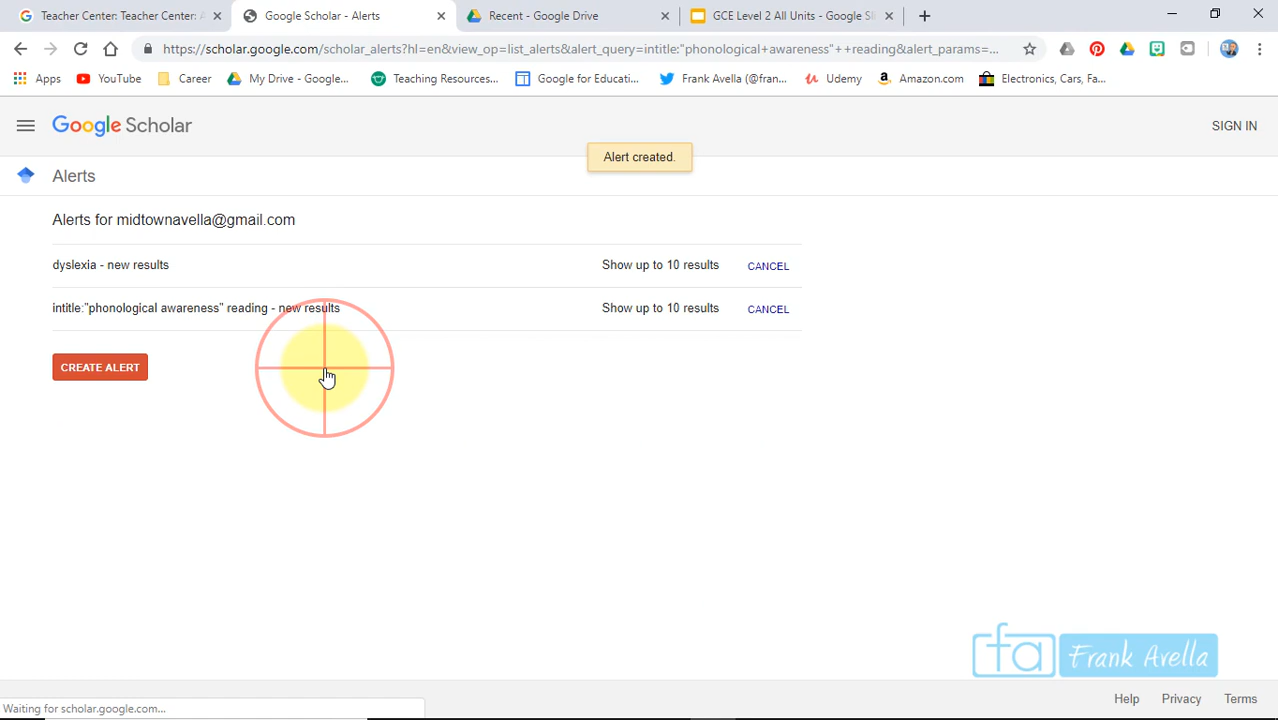 Teacher Center: Teacher Center: A
Google Scholar - Alerts
Recent - Google Drive
GCE Level 2 All Units - Google Sli
https://scholar.google.com/scholar_alerts?hl=en&view_op=list_alerts&alert_query=intitle:"phonological+awareness"++reading&alert_params=...
Apps
YouTube
Career
My Drive - Google...
Teaching Resources...
Google for Educati...
Frank Avella (@fran...
Udemy
Amazon.com
Electronics, Cars, Fa...
Google Scholar
SIGN IN
Alert created.
Alerts
Alerts for midtownavella@gmail.com
dyslexia - new results Show up to 10 results CANCEL
intitle:"phonological awareness" reading - new results Show up to 10 results CANCEL
CREATE ALERT
fa Frank Avella
Help Privacy Terms
Waiting for scholar.google.com...